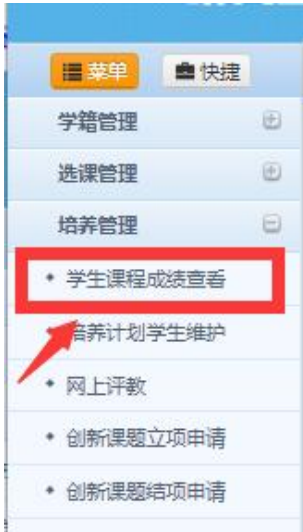 菜单 快捷
学籍管理
选课管理
培养管理
学生课程成绩查看
培养计划学生维护
网上评教
创新课题立项申请
创新课题结项申请